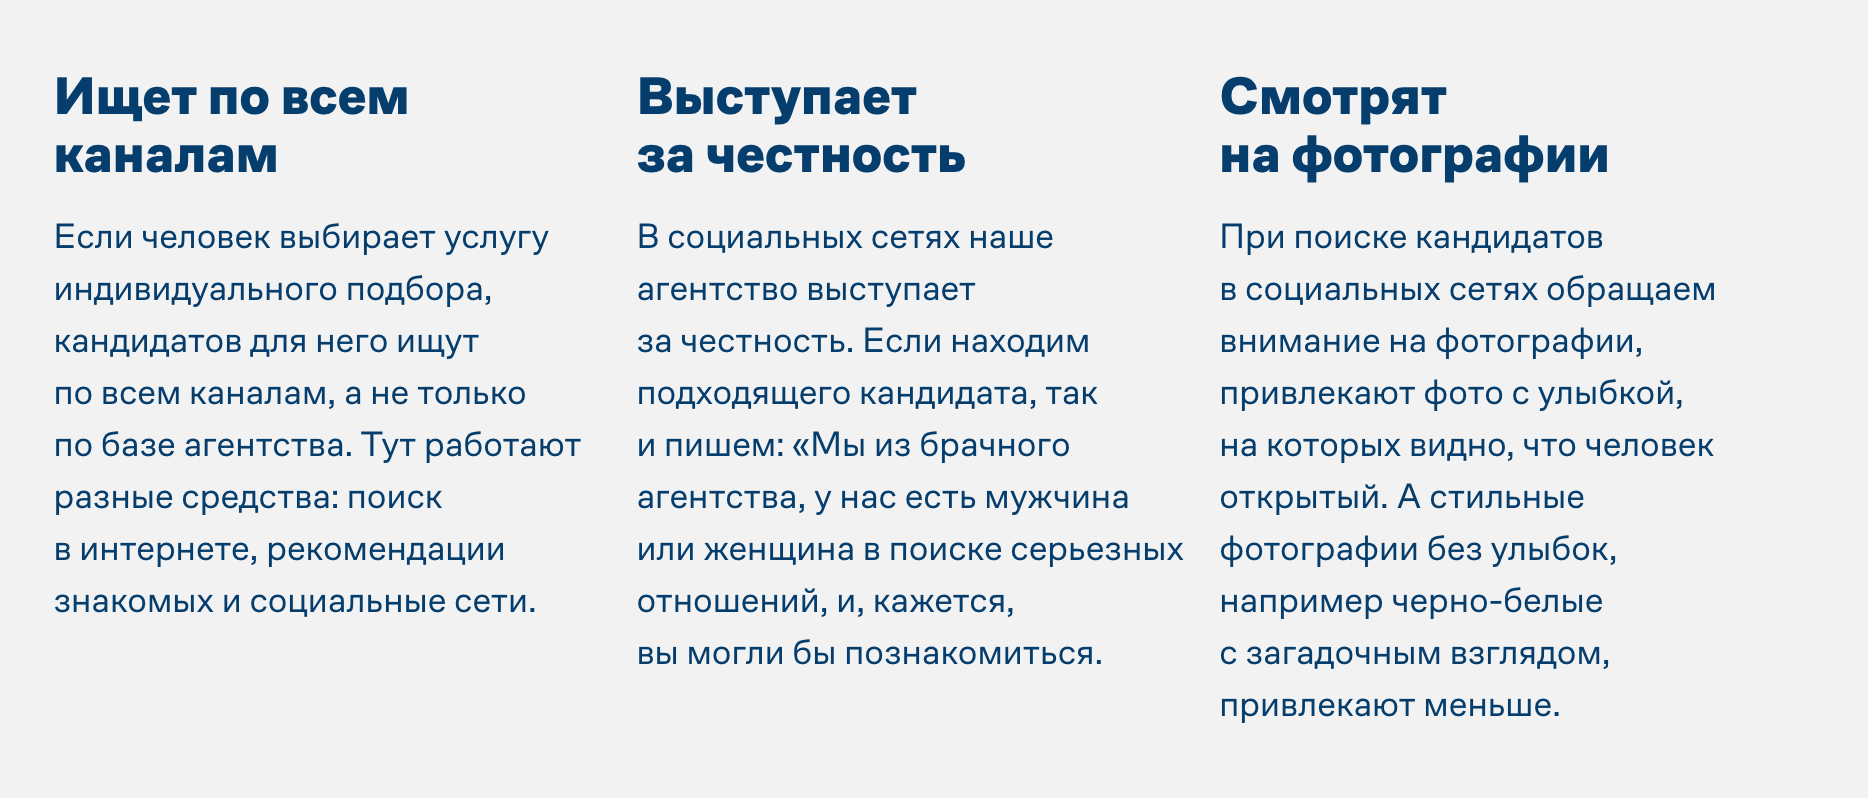 Ищет по всем
каналам
Если человек выбирает услугу
индивидуального подбора,
кандидатов для него ищут
по всем каналам, а не только
по базе агентства. Тут работают
разные средства: поиск
в интернете, рекомендации
знакомых и социальные сети.
Выступает
за честность
В социальных сетях наше
агентство выступает
за честность. Если находим
подходящего кандидата, так
и пишем: «Мы из брачного
агентства, у нас есть мужчина
или женщина в поиске серьезных
отношений, и, кажется,
вы могли бы познакомиться.
Смотрят
на фотографии
При поиске кандидатов
в социальных сетях обращаем
внимание на фотографии,
привлекают фото с улыбкой,
на которых видно, что человек
открытый. А стильные
фотографии без улыбок,
например черно-белые
с загадочным взглядом,
привлекают меньше.